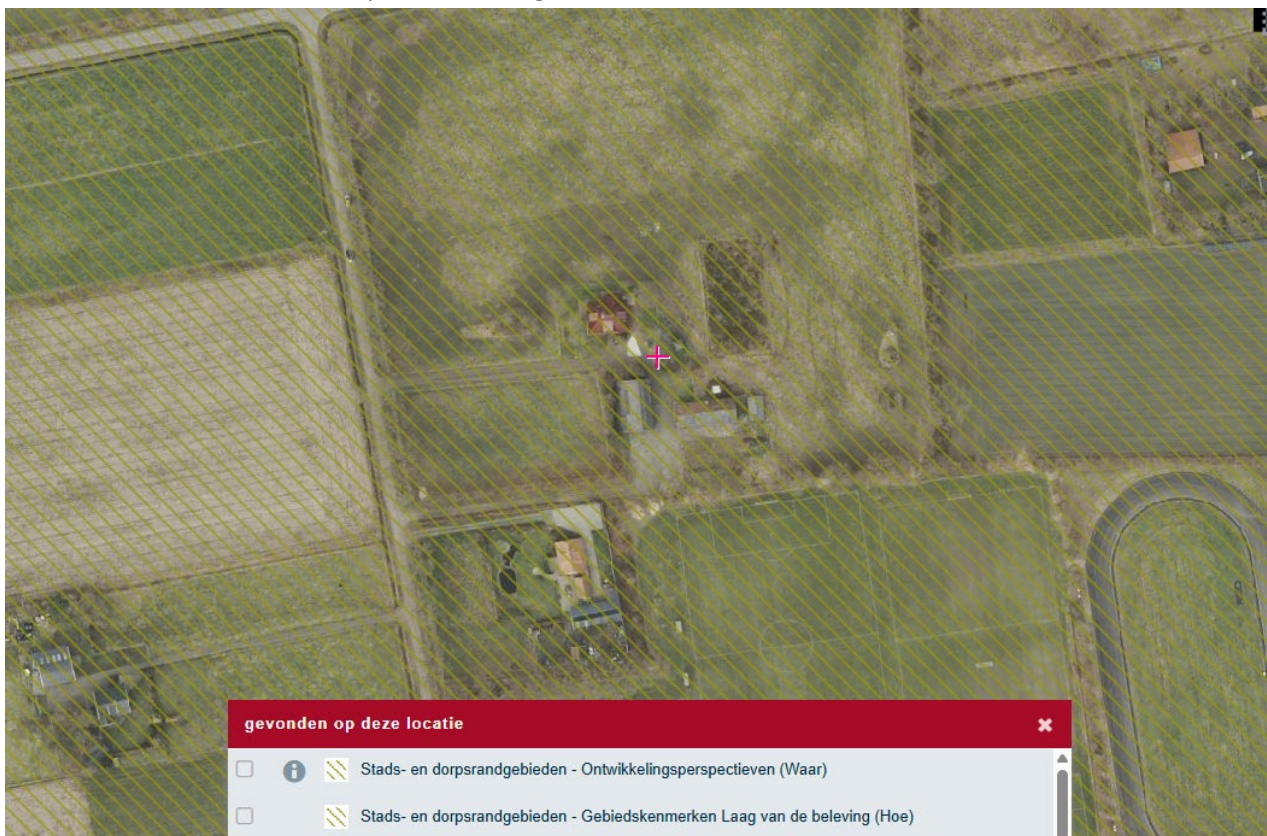 gevonden op deze locatie
Stads- en dorpsrandgebieden - Ontwikkelingsperspectieven (Waar)
Stads- en dorpsrandgebieden - Gebiedskenmerken Laag van de beleving (Hoe)